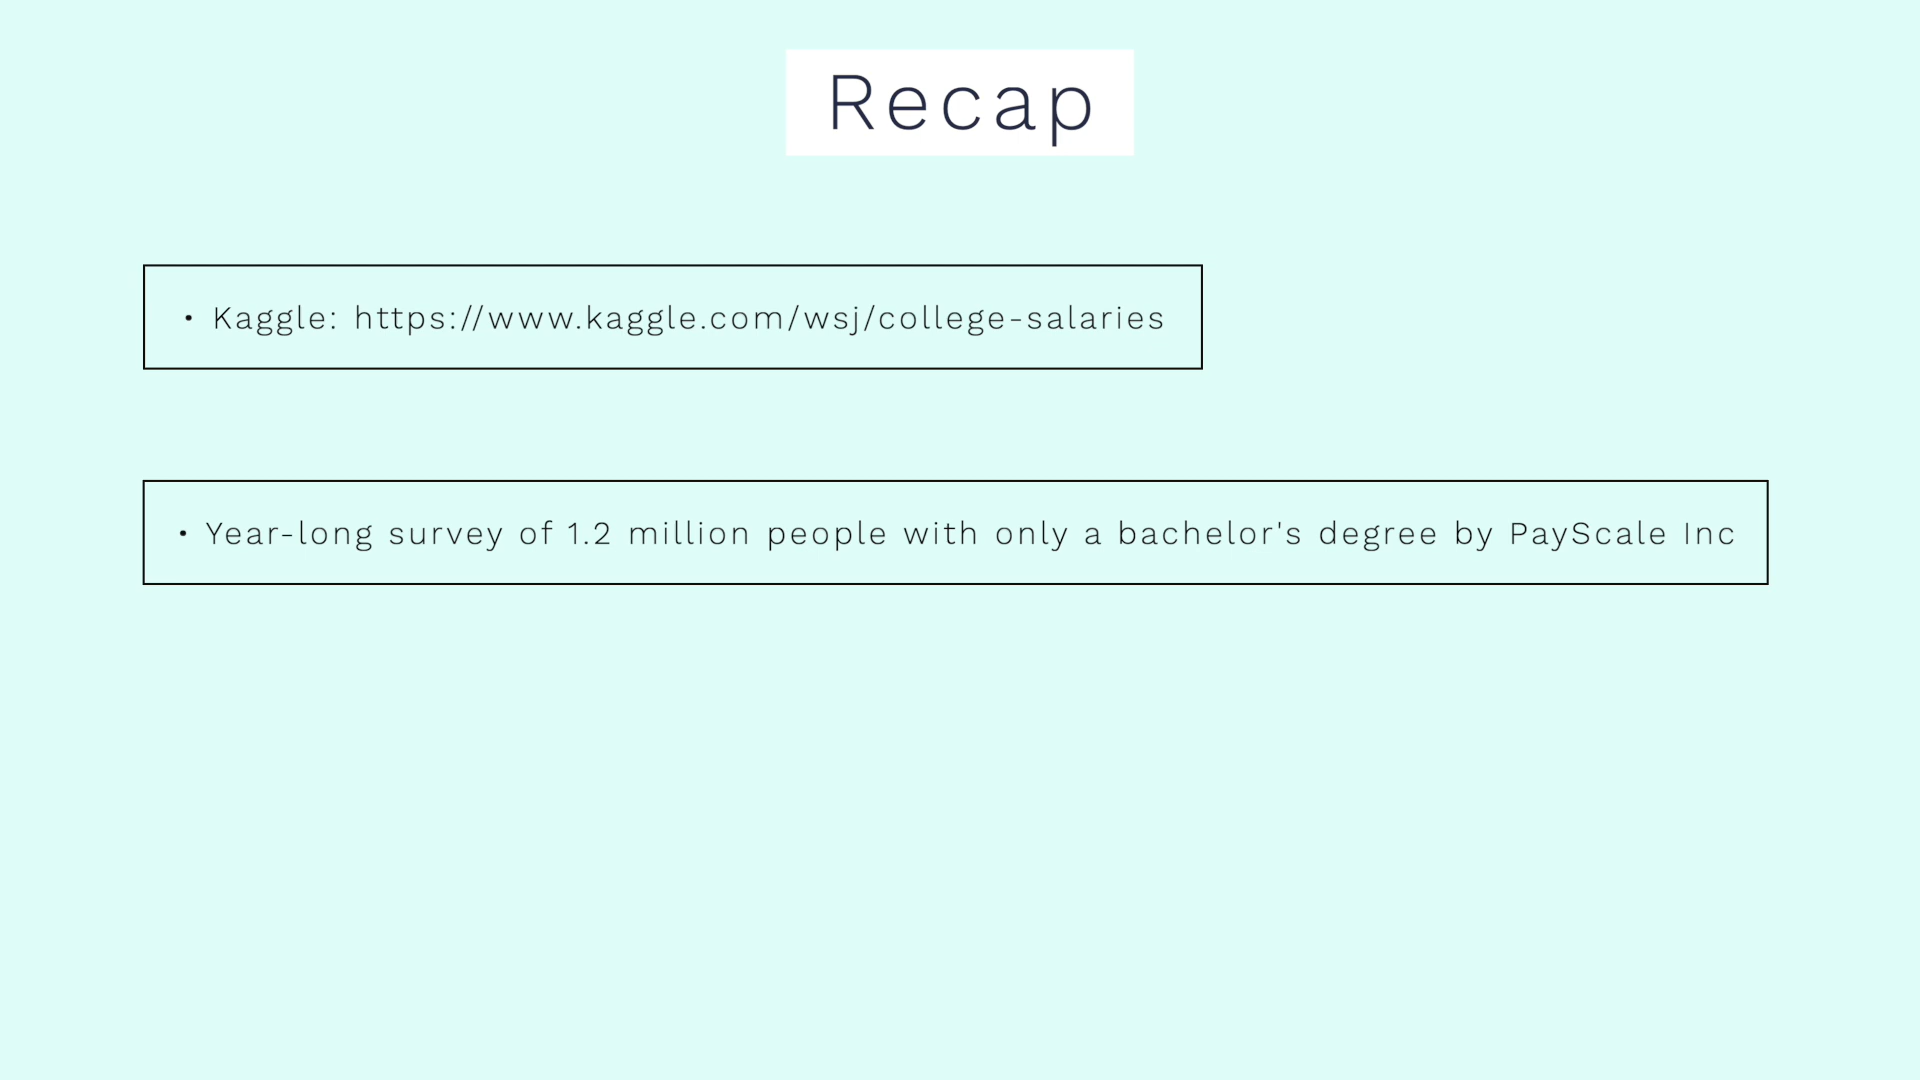 Recap
• Kaggle: https://www.kaggle.com/wsj/college-salaries
• Year-long survey of 1.2 million people with only a bachelor's degree by PayScale Inc